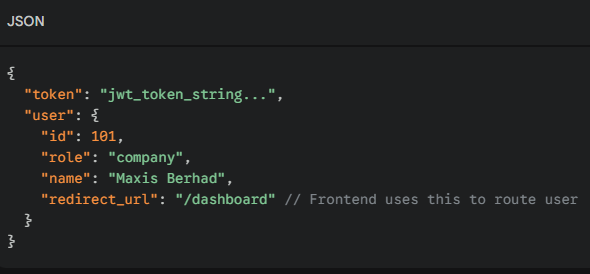 JSON
{
  "token": "jwt_token_string...",
  "user": {
    "id": 101,
    "role": "company",
    "name": "Maxis Berhad",
    "redirect_url": "/dashboard" // Frontend uses this to route user
  }
}